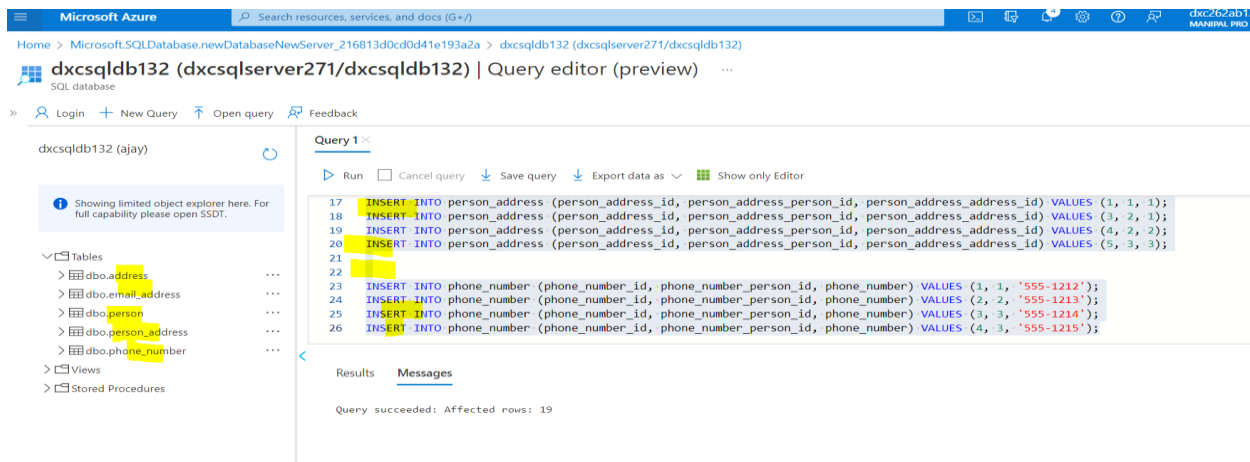 Microsoft Azure
Search resources, services, and docs (G+/)
4
dxc262ab1
MANIPAL PRO
Home > Microsoft.SQLDatabase.newDatabaseNewServer_216813d0cd0d41e193a2a > dxcsqldb132 (dxcsqlserver271/dxcsqldb132)
dxcsqldb132 (dxcsqlserver271/dxcsqldb132) | Query editor (preview) ...
SQL database
» Login + New Query Open query Feedback
dxcsqldb132 (ajay)
Showing limited object explorer here. For
full capability please open SSDT.
Tables
dbo.address
dbo.email_address
dbo.person
dbo.person_address
dbo.phone_number
Views
Stored Procedures
Query 1 ×
Run Cancel query Save query Export data as Show only Editor
17 INSERT INTO person_address (person_address_id, person_address_person_id, person_address_address_id) VALUES (1, 1, 1);
18 INSERT INTO person_address (person_address_id, person_address_person_id, person_address_address_id) VALUES (3, 2, 1);
19 INSERT INTO person_address (person_address_id, person_address_person_id, person_address_address_id) VALUES (4, 2, 2);
20 INSERT INTO person_address (person_address_id, person_address_person_id, person_address_address_id) VALUES (5, 3, 3);
21
22
23 INSERT INTO phone_number (phone_number_id, phone_number_person_id, phone_number) VALUES (1, 1, '555-1212');
24 INSERT INTO phone_number (phone_number_id, phone_number_person_id, phone_number) VALUES (2, 2, '555-1213');
25 INSERT INTO phone_number (phone_number_id, phone_number_person_id, phone_number) VALUES (3, 3, '555-1214');
26 INSERT INTO phone_number (phone_number_id, phone_number_person_id, phone_number) VALUES (4, 3, '555-1215');
Results Messages
Query succeeded: Affected rows: 19